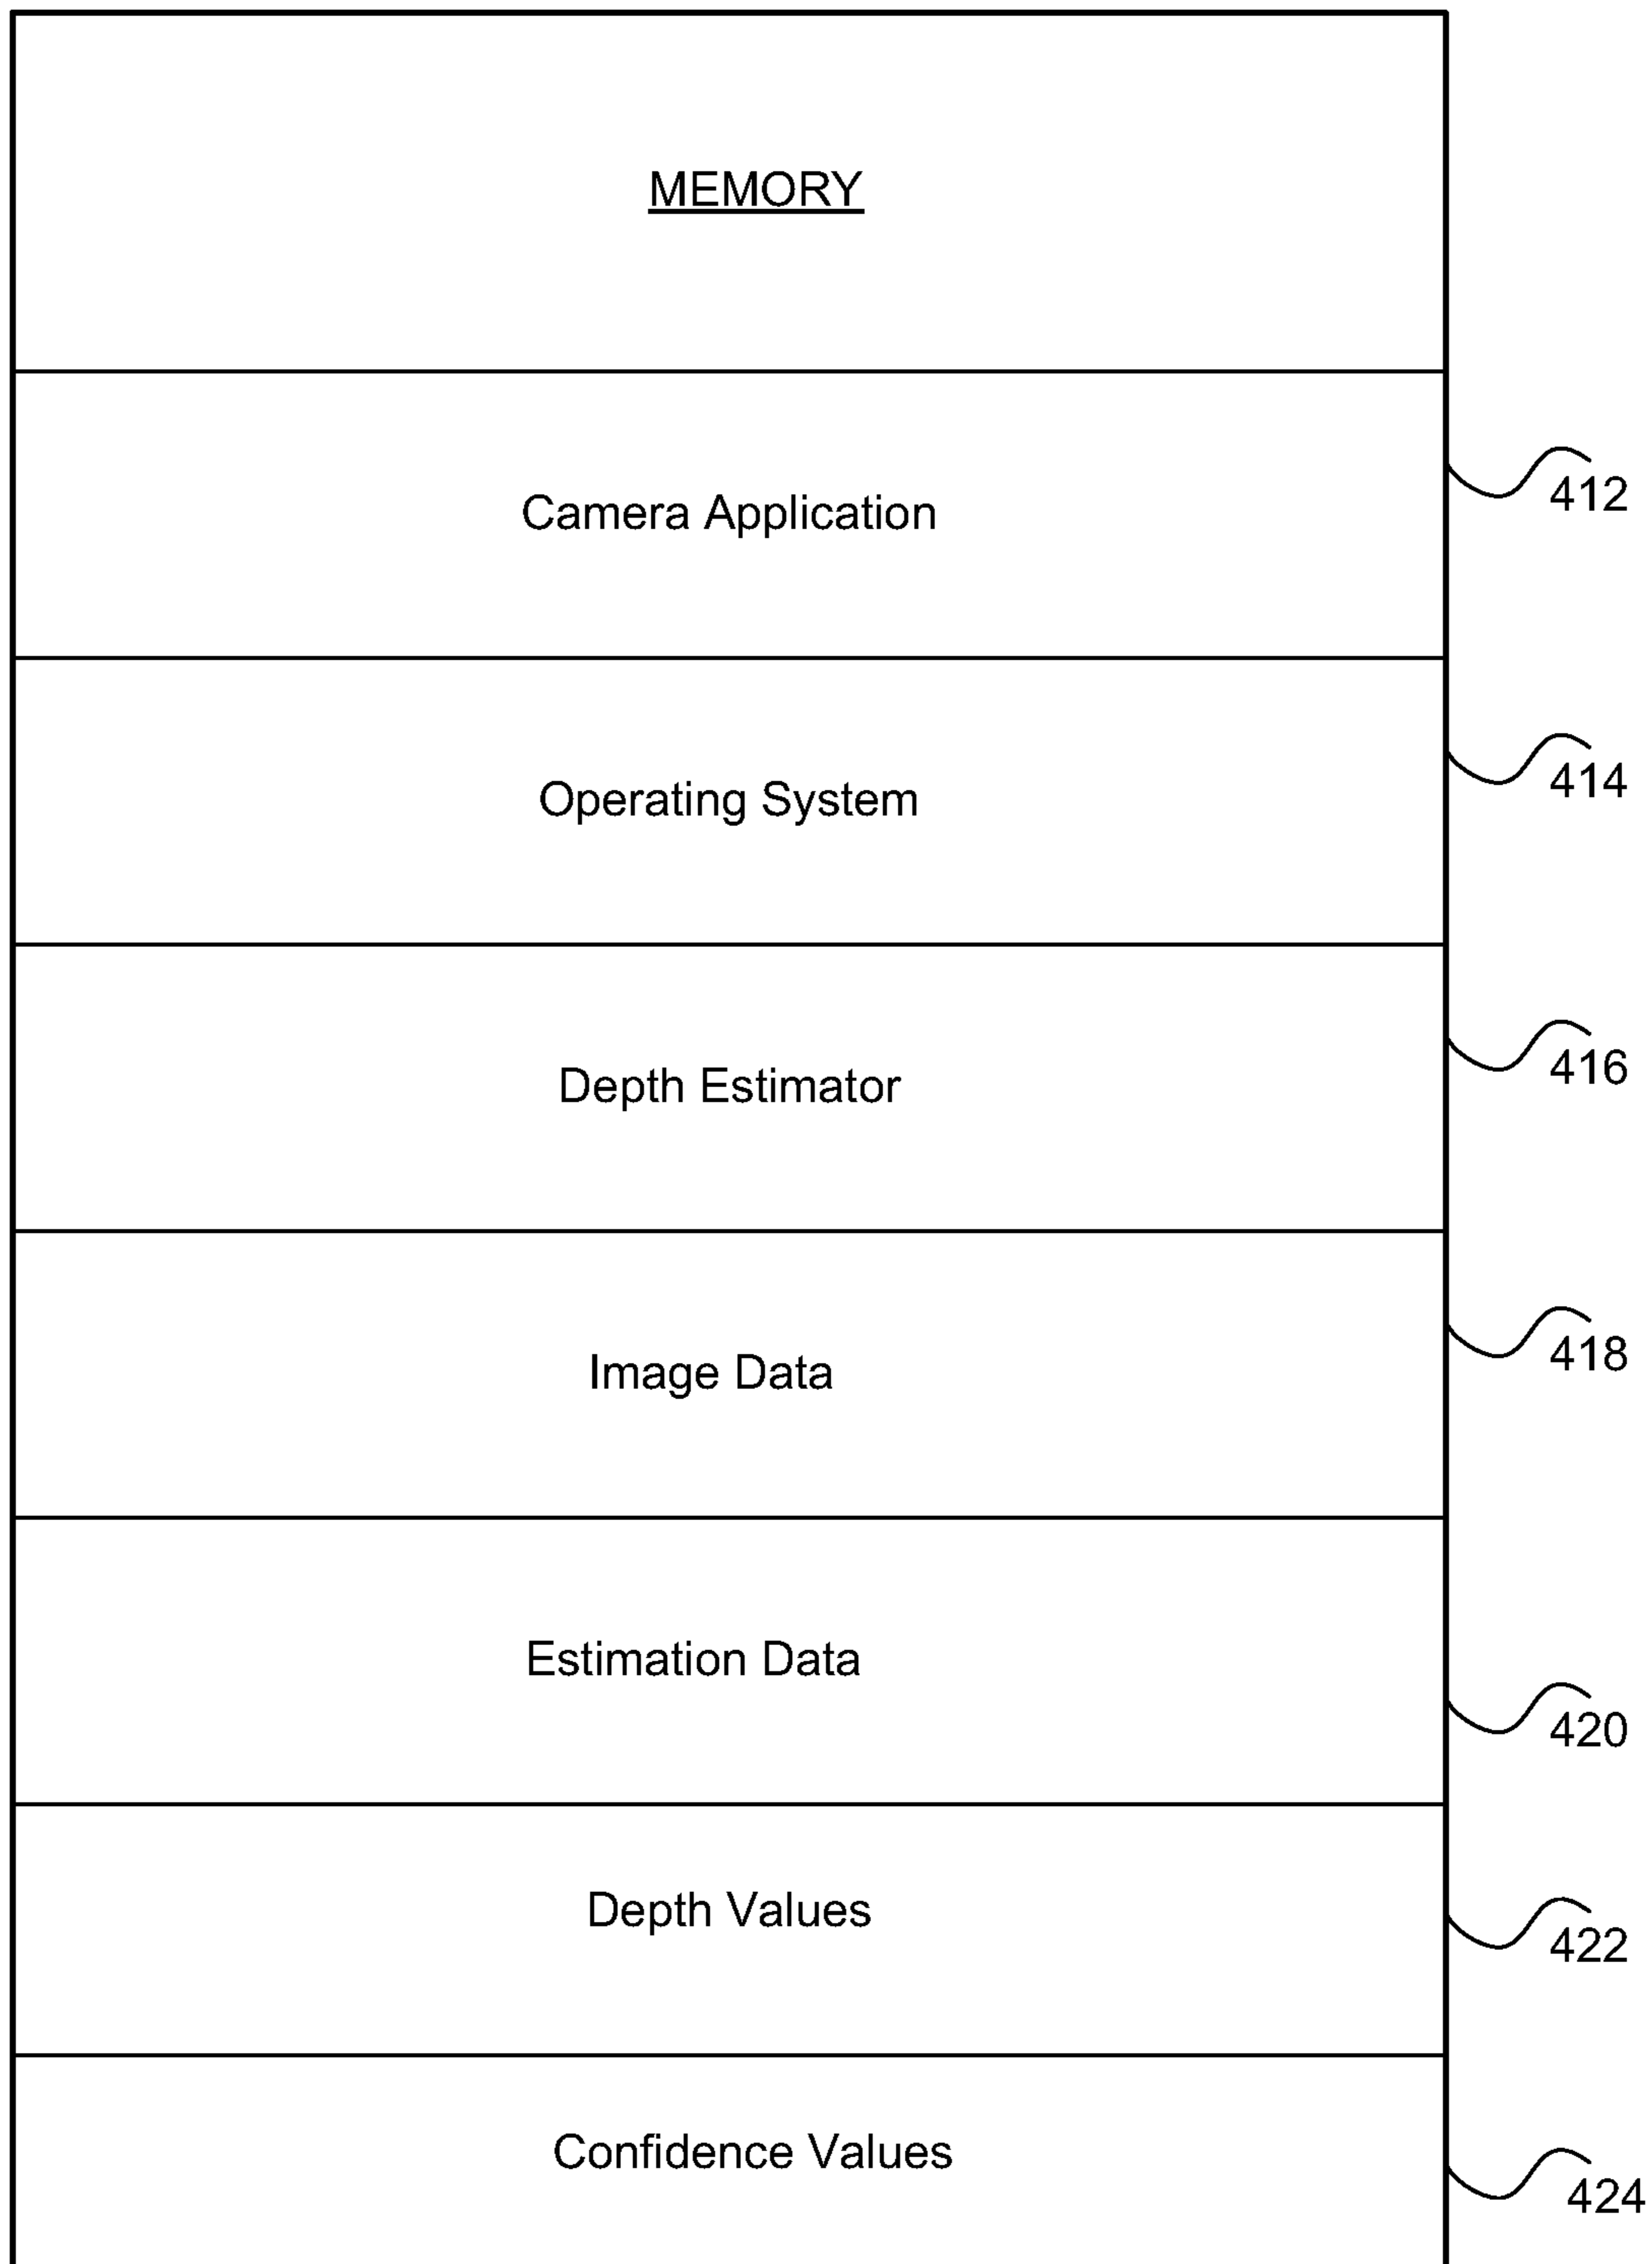 MEMORY
Camera Application
412
Operating System
414
Depth Estimator
416
Image Data
418
Estimation Data
420
Depth Values
422
Confidence Values
424